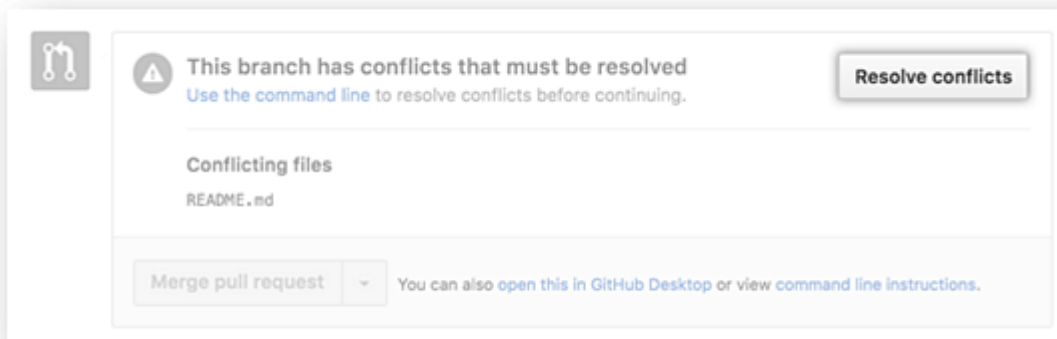 This branch has conflicts that must be resolved
Resolve conflicts
Use the command line to resolve conflicts before continuing.
Conflicting files
README.md
Merge pull request
You can also open this in GitHub Desktop or view command line instructions.